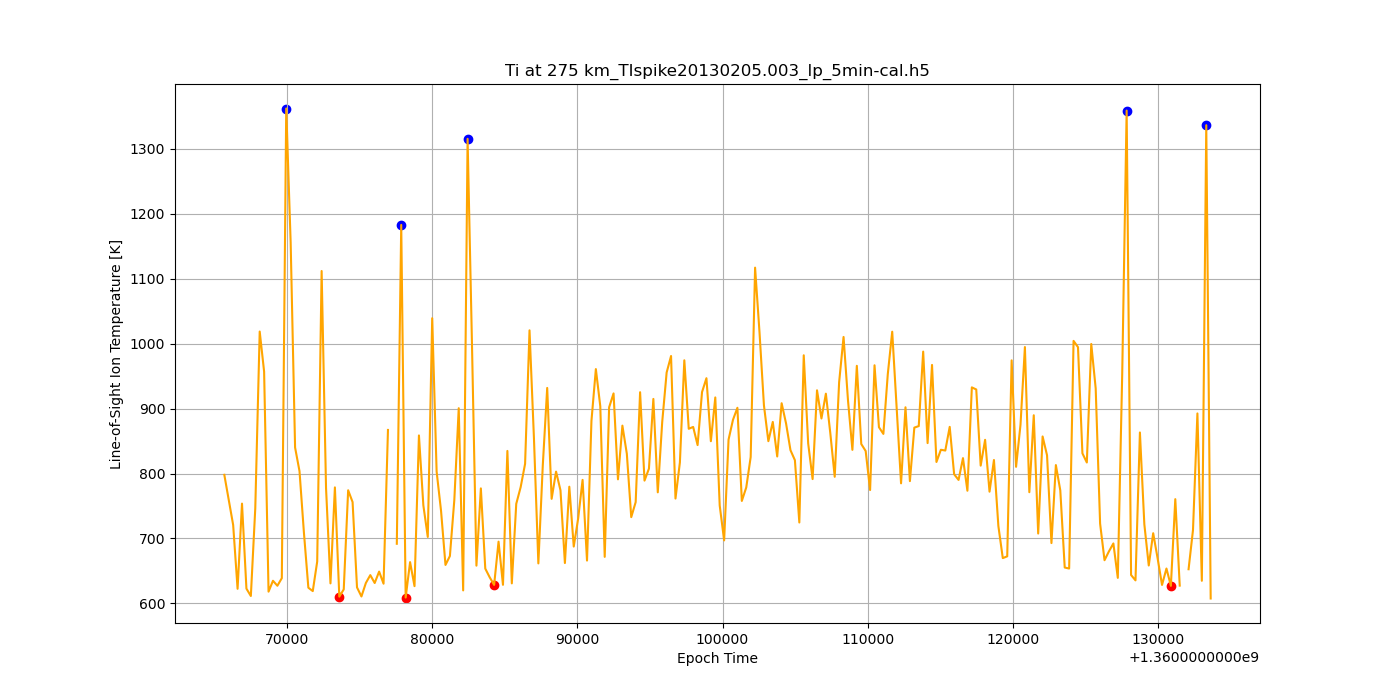 Ti at 275 km_TIspike20130205.003_lp_5min-cal.h5
Line-of-Sight Ion Temperature [K]
1300
1200
1100
1000
900
800
700
600
70000 80000 90000 100000 110000 120000 130000
Epoch Time
+1.3600000000e9